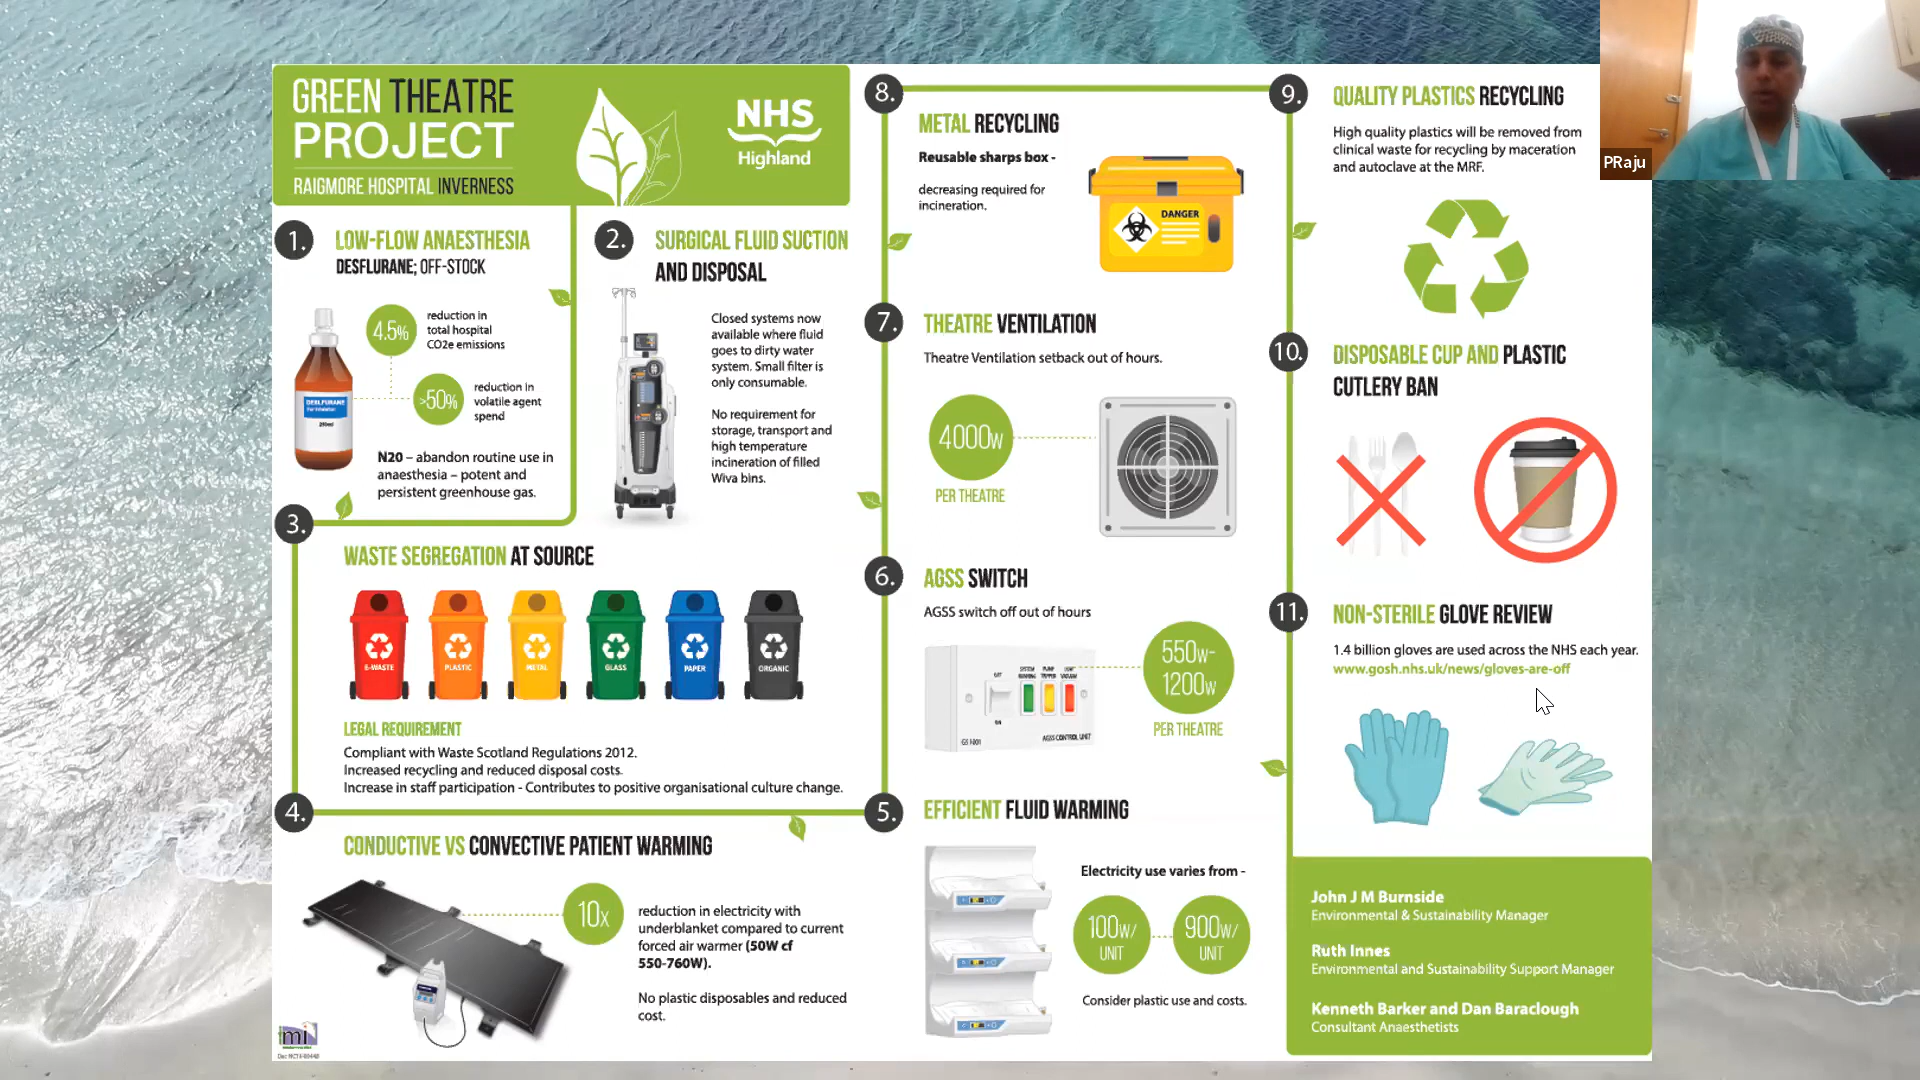 GREEN THEATRE
PROJECT
RAIGMORE HOSPITAL INVERNESS
NHS
Highland
1.
LOW-FLOW ANAESTHESIA
DESFLURANE; OFF-STOCK
4.5%
reduction in
total hospital
CO2e emissions
>50%
reduction in
volatile agent
spend
DEBLFURANE
250ml
N20 – abandon routine use in
anaesthesia – potent and
persistent greenhouse gas.
2.
SURGICAL FLUID SUCTION
AND DISPOSAL
Closed systems now
available where fluid
goes to dirty water
system. Small filter is
only consumable.
No requirement for
storage, transport and
high temperature
incineration of filled
Wiva bins.
3.
WASTE SEGREGATION AT SOURCE
E-WASTE
PLASTIC
METAL
GLASS
PAPER
ORGANIC
LEGAL REQUIREMENT
Compliant with Waste Scotland Regulations 2012.
Increased recycling and reduced disposal costs.
Increase in staff participation - Contributes to positive organisational culture change.
4.
CONDUCTIVE VS CONVECTIVE PATIENT WARMING
10x
reduction in electricity with
underblanket compared to current
forced air warmer (50W cf
550-760W).
No plastic disposables and reduced
cost.
mi
5.
EFFICIENT FLUID WARMING
Electricity use varies from -
100W/
UNIT
900W/
UNIT
Consider plastic use and costs.
6.
AGSS SWITCH
AGSS switch off out of hours
OFF
ON
SYSTEM
RUNNING
PUMP
TRIPPED
VACUUM
AGSS CONTROL UNIT
550W-
1200W
PER THEATRE
7.
THEATRE VENTILATION
Theatre Ventilation setback out of hours.
4000W
PER THEATRE
8.
METAL RECYCLING
Reusable sharps box -
decreasing required for
incineration.
DANGER
9.
QUALITY PLASTICS RECYCLING
High quality plastics will be removed from
clinical waste for recycling by maceration
and autoclave at the MRF.
10.
DISPOSABLE CUP AND PLASTIC
CUTLERY BAN
11.
NON-STERILE GLOVE REVIEW
1.4 billion gloves are used across the NHS each year.
www.gosh.nhs.uk/news/gloves-are-off
John J M Burnside
Environmental & Sustainability Manager
Ruth Innes
Environmental and Sustainability Support Manager
Kenneth Barker and Dan Baraclough
Consultant Anaesthetists
PRaju